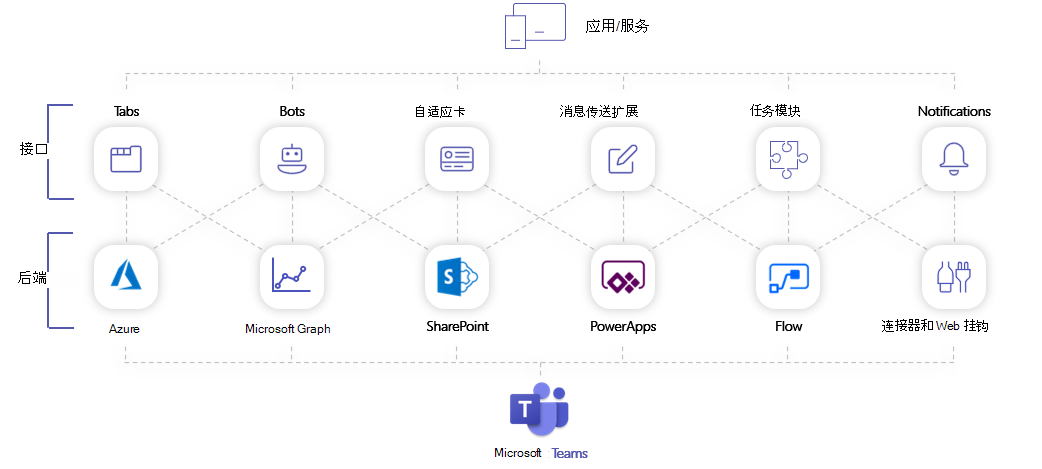 应用/服务
Tabs
Bots
自适应卡
消息传送扩展
任务模块
Notifications
接口
后端
S
Azure
Microsoft Graph
SharePoint
PowerApps
Flow
连接器和 Web 挂钩
T
Microsoft Teams